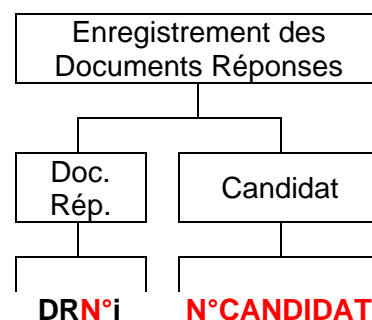 Enregistrement des
Documents Réponses
Doc.
Rép.
Candidat
DRN°i
N°CANDIDAT